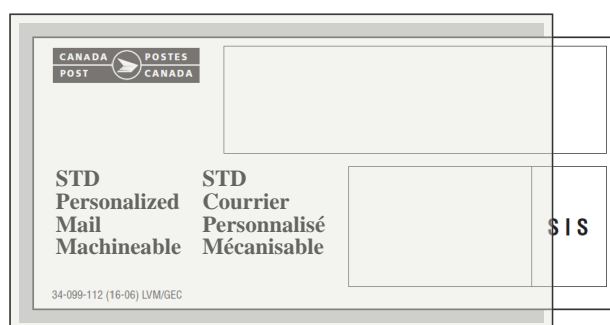 CANADA POSTES
POST CANADA
STD
Personalized
Mail
Machineable
STD
Courrier
Personnalisé
Mécanisable
SIS
34-099-112 (16-06) LVM/GEC